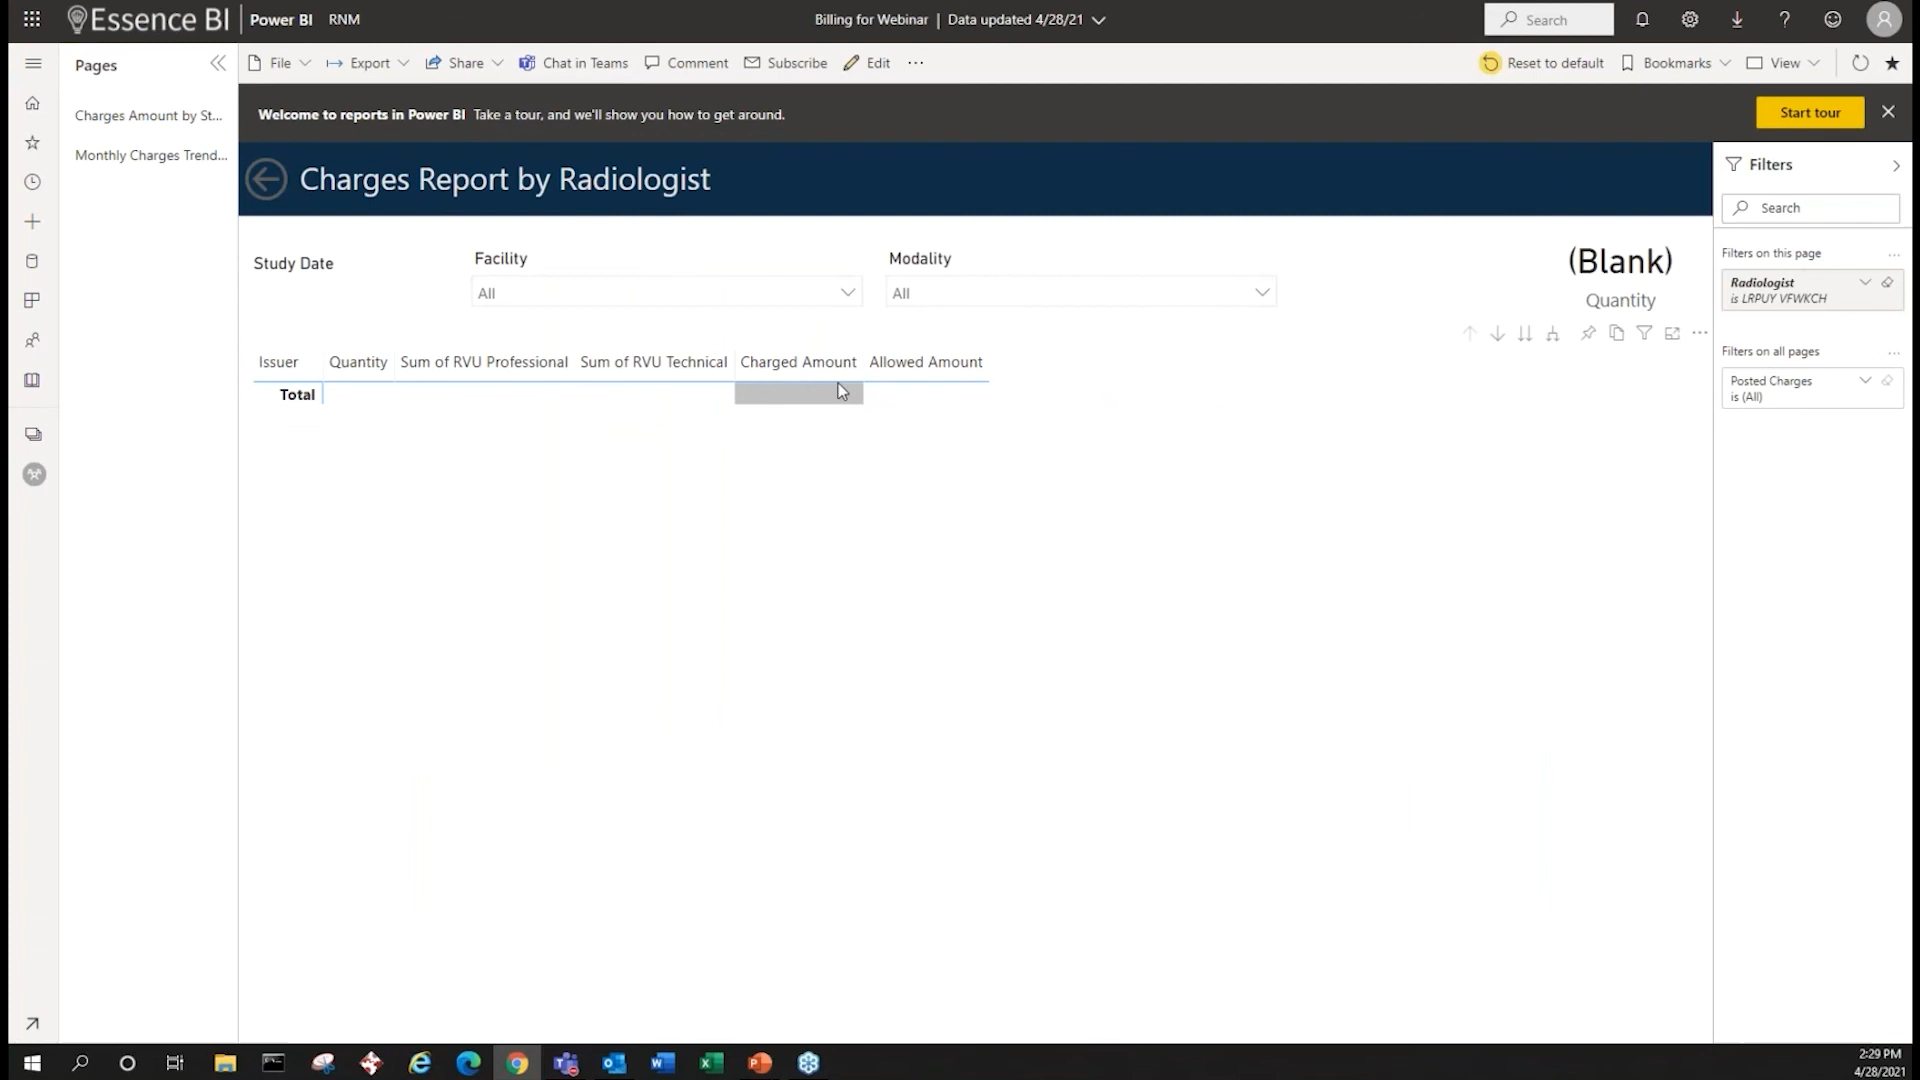 Essence BI Power BI RNM
Billing for Webinar | Data updated 4/28/21
Search
Pages
File Export Share Chat in Teams Comment Subscribe Edit ...
Reset to default Bookmarks View
Charges Amount by St...
Monthly Charges Trend...
Welcome to reports in Power BI Take a tour, and we'll show you how to get around.
Start tour
Charges Report by Radiologist
Study Date
Facility
All
Modality
All
(Blank)
Quantity
Issuer Quantity Sum of RVU Professional Sum of RVU Technical Charged Amount Allowed Amount
Total
Filters
Search
Filters on this page
Radiologist
is LRPUY VFWKCH
Filters on all pages
Posted Charges
is (All)
2:29 PM
4/28/2021